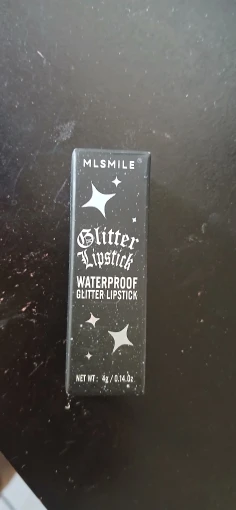 MLSMILE®
Glitter
Lipstick
WATERPROOF
GLITTER LIPSTICK
NET WT: 4g / 0.14 Oz